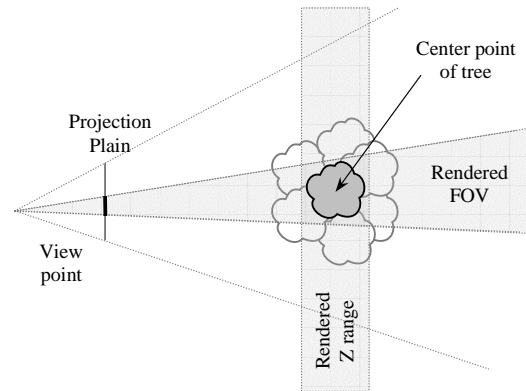 Center point
of tree
Projection
Plain
Rendered
FOV
View
point
Rendered
Z range